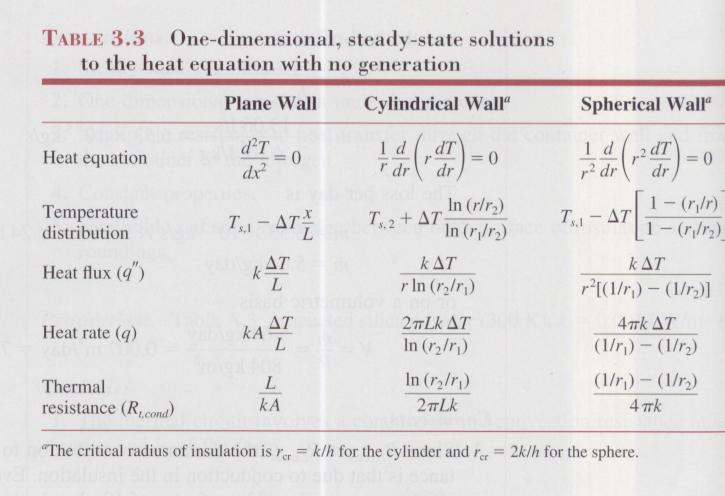 TABLE 3.3 One-dimensional, steady-state solutions
to the heat equation with no generation
Plane Wall Cylindrical Wallᵃ Spherical Wallᵃ
Heat equation d²T/dx² = 0 1/r d/dr (r dT/dr) = 0 1/r² d/dr (r² dT/dr) = 0
Temperature
distribution T_s,1 − ΔT x/L T_s,2 + ΔT ln (r/r₂)/ln (r₁/r₂) T_s,1 − ΔT [1 − (r₁/r)/1 − (r₁/r₂)
Heat flux (q″) k ΔT/L k ΔT/r ln (r₂/r₁) k ΔT/r²[(1/r₁) − (1/r₂)]
Heat rate (q) kA ΔT/L 2πLk ΔT/ln (r₂/r₁) 4πk ΔT/(1/r₁) − (1/r₂)
Thermal
resistance (R_t,cond) L/kA ln (r₂/r₁)/2πLk (1/r₁) − (1/r₂)/4πk
ᵃThe critical radius of insulation is r_cr = k/h for the cylinder and r_cr = 2k/h for the sphere.